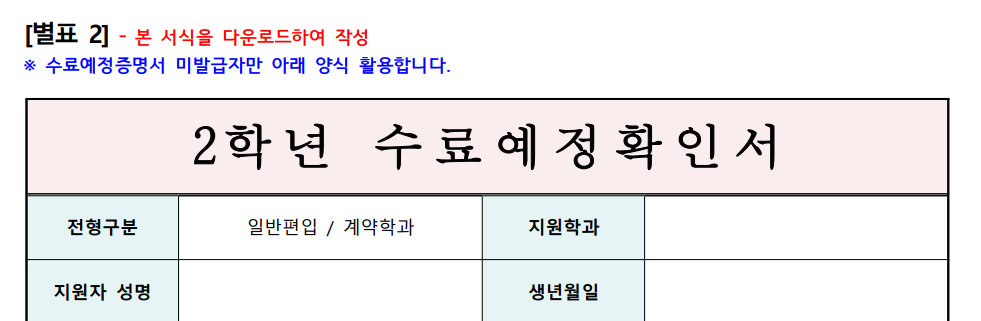 [별표 2] - 본 서식을 다운로드하여 작성
※ 수료예정증명서 미발급자만 아래 양식 활용합니다.
2학년 수료예정확인서
전형구분 일반편입 / 계약학과 지원학과
지원자 성명 생년월일